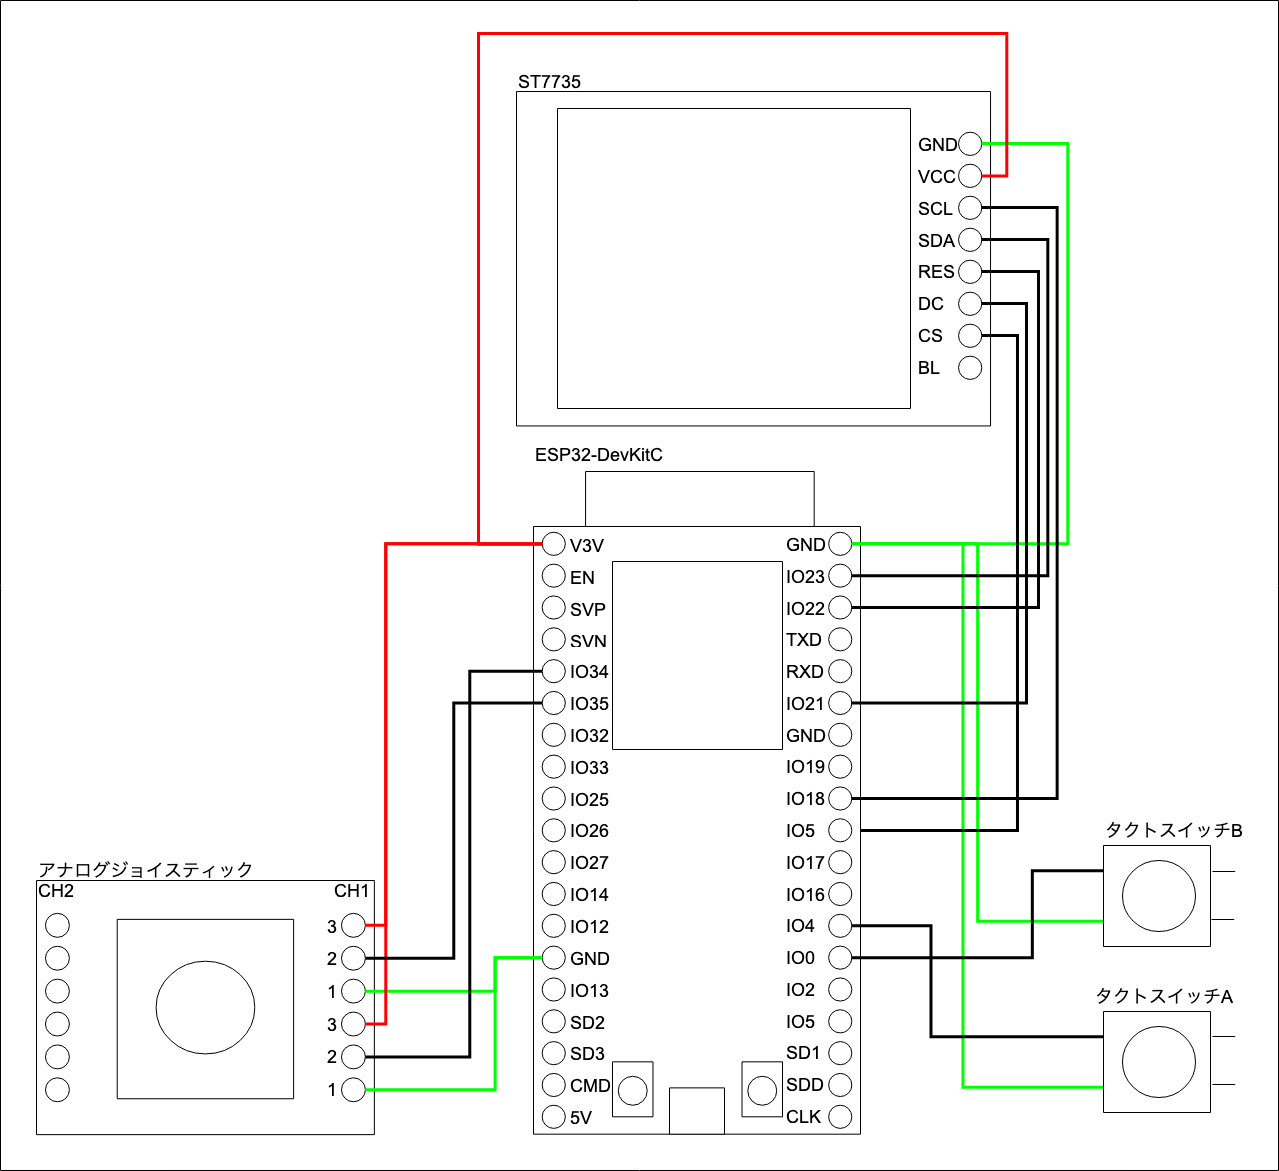 ST7735
GND
VCC
SCL
SDA
RES
DC
CS
BL
ESP32-DevKitC
V3V
EN
SVP
SVN
IO34
IO35
IO32
IO33
IO25
IO26
IO27
IO14
IO12
GND
IO13
SD2
SD3
CMD
5V
GND
IO23
IO22
TXD
RXD
IO21
GND
IO19
IO18
IO5
IO17
IO16
IO4
IO0
IO2
IO5
SD1
SDD
CLK
アナログジョイスティック
CH2
CH1
3
2
1
3
2
1
タクトスイッチB
タクトスイッチA